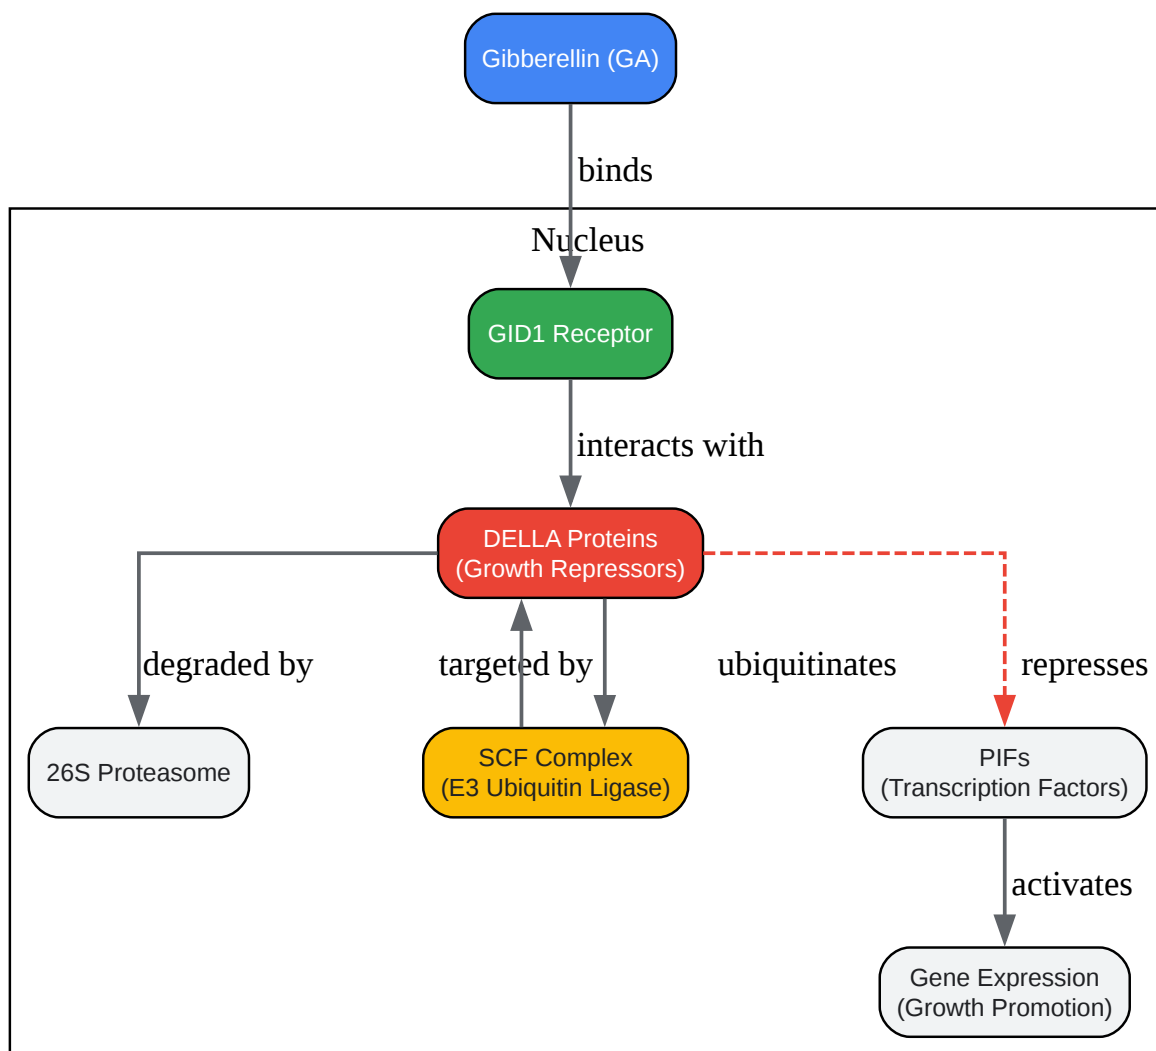 Gibberellin (GA)
binds
Nucleus
GID1 Receptor
interacts with
DELLA Proteins
(Growth Repressors)
degraded by
targeted by
ubiquitinates
represses
26S Proteasome
SCF Complex
(E3 Ubiquitin Ligase)
PIFs
(Transcription Factors)
activates
Gene Expression
(Growth Promotion)